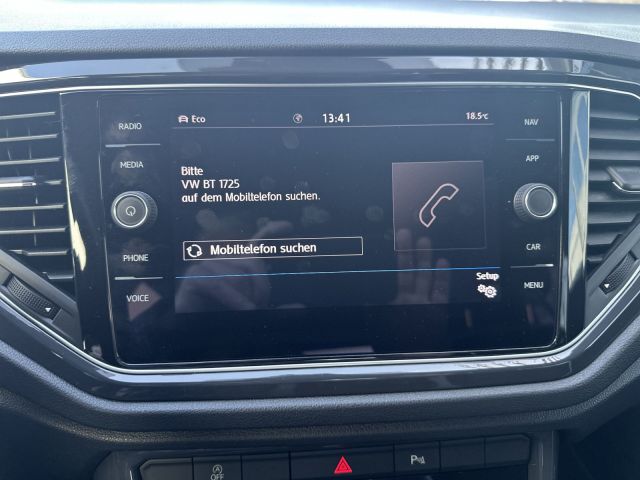 RADIO
MEDIA
PHONE
VOICE
Eco
13:41
18.5°C
Bitte
VW BT 1725
auf dem Mobiltelefon suchen.
Mobiltelefon suchen
Setup
NAV
APP
CAR
MENU
OFF
P